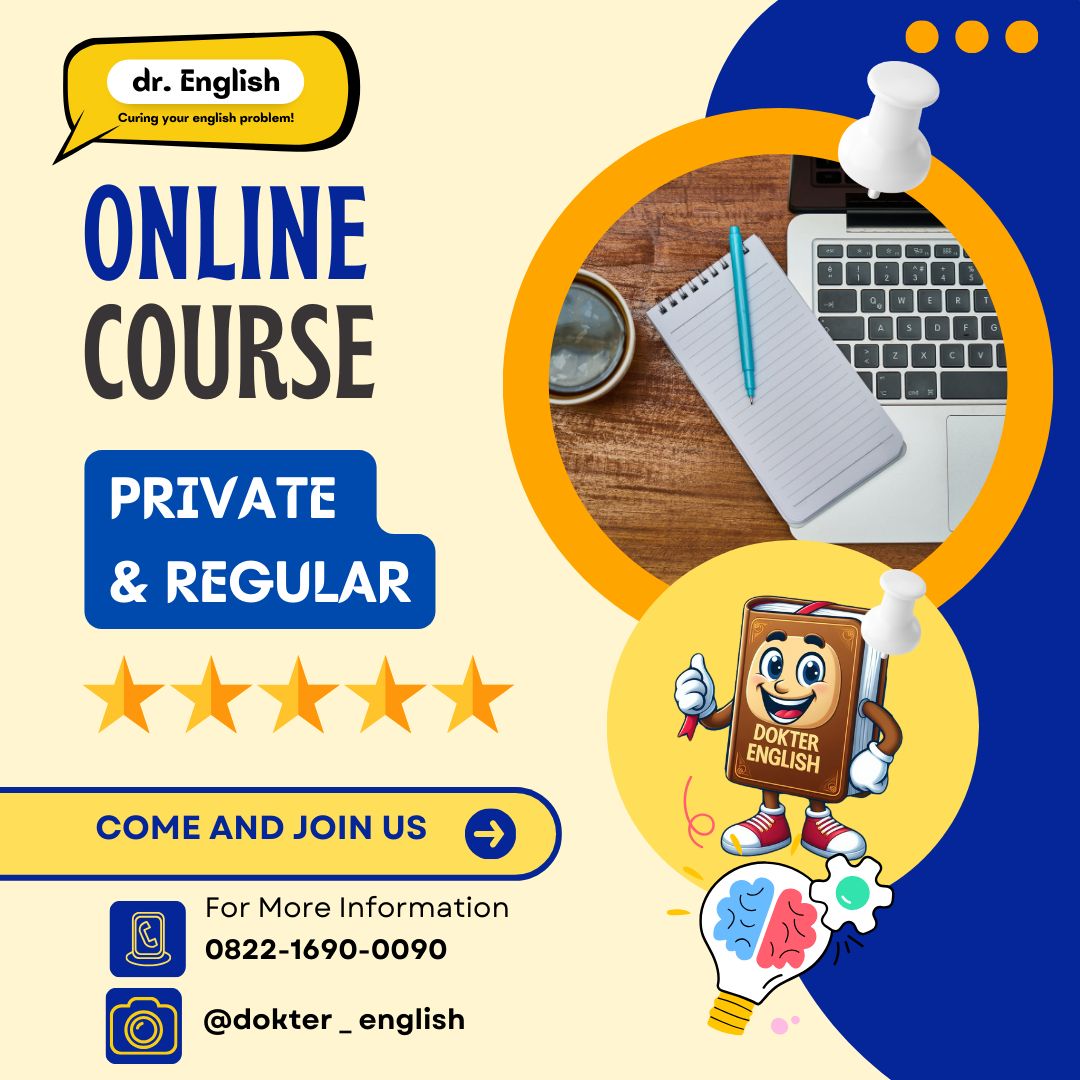 dr. English
Curing your english problem!
ONLINE
COURSE
PRIVATE
& REGULAR
COME AND JOIN US
For More Information
0822-1690-0090
@dokter _ english
DOKTER
ENGLISH
Q W E R T
A S D F G
Z X C V